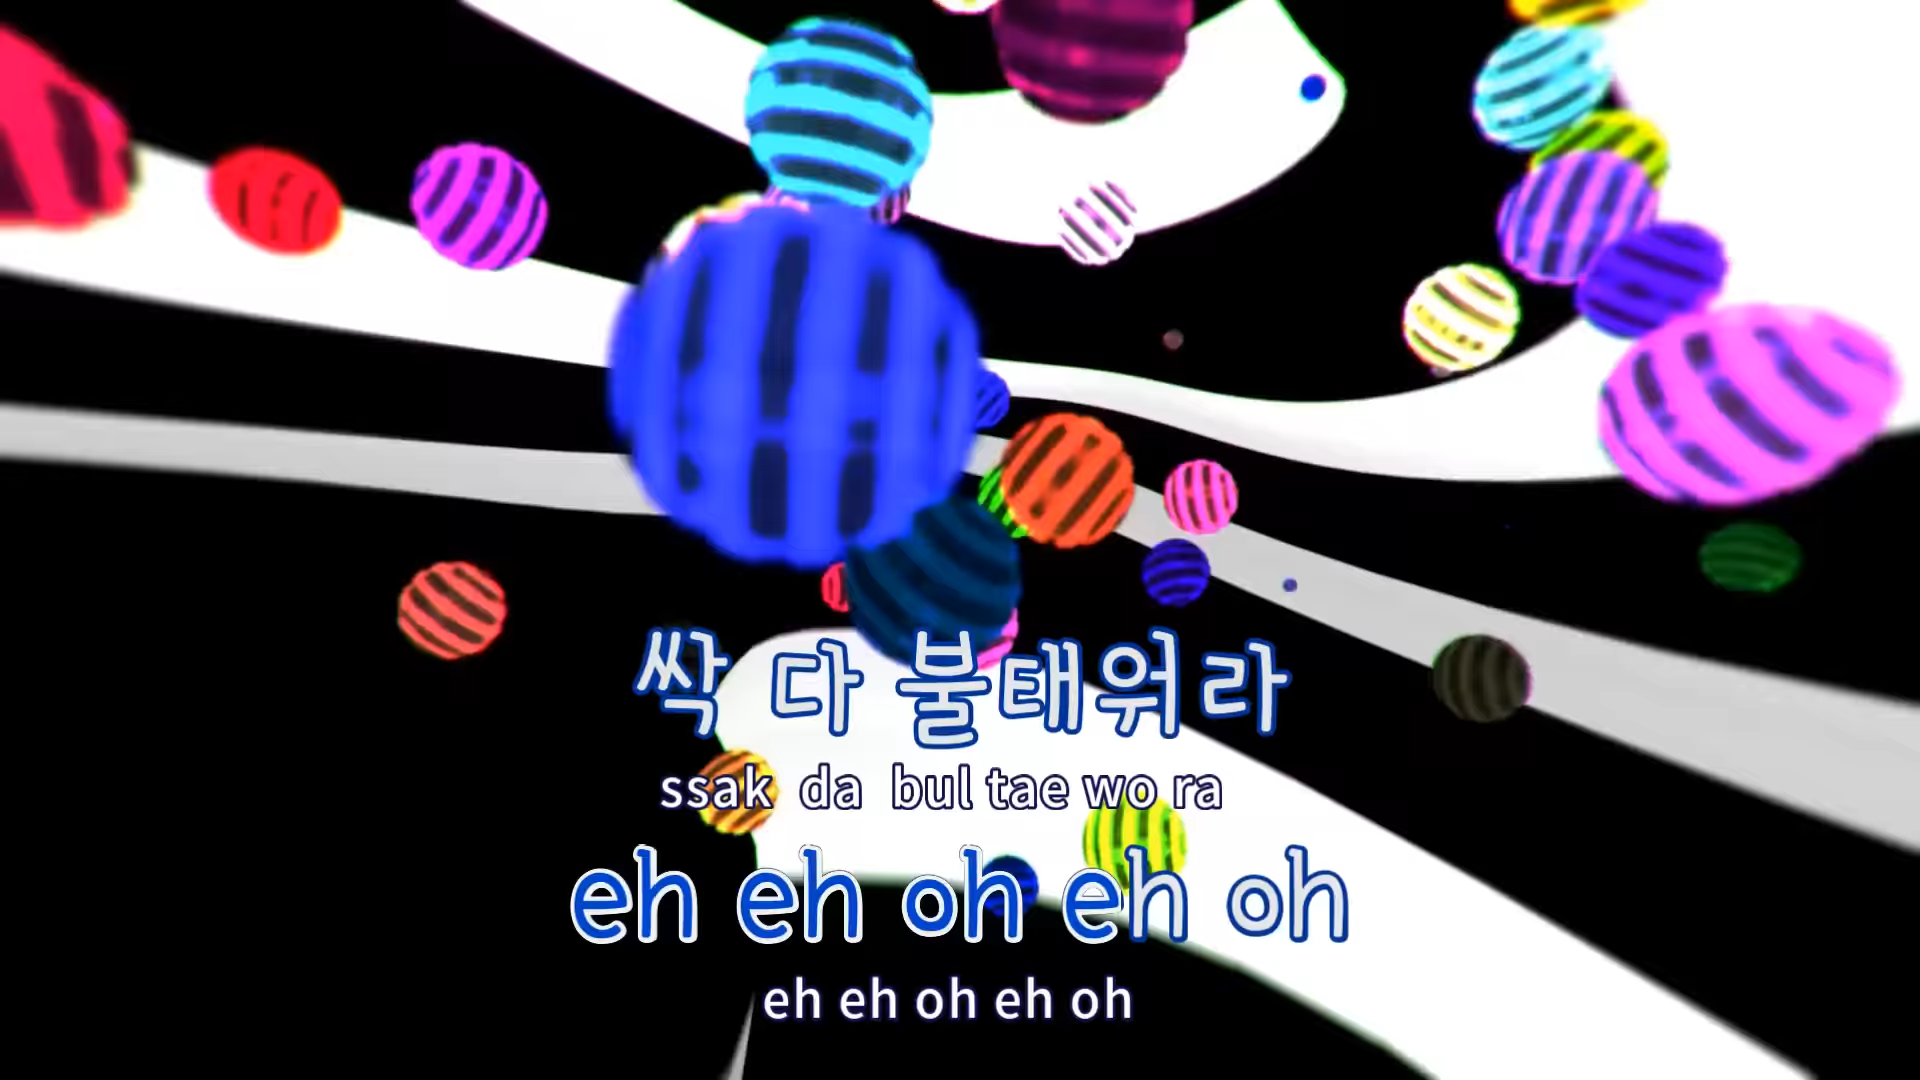 싹 다 불태워라
ssak da bul tae wo ra
eh eh oh eh oh
eh eh oh eh oh